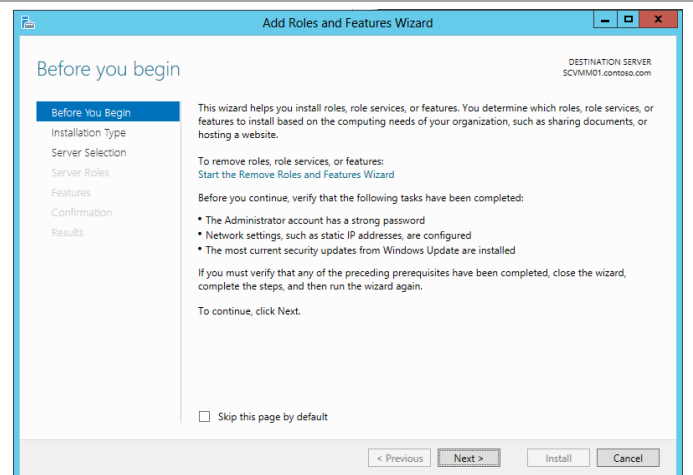 Add Roles and Features Wizard
Before you begin
DESTINATION SERVER
SCVMM01.contoso.com
Before You Begin
Installation Type
Server Selection
Server Roles
Features
Confirmation
Results
This wizard helps you install roles, role services, or features. You determine which roles, role services, or
features to install based on the computing needs of your organization, such as sharing documents, or
hosting a website.
To remove roles, role services, or features:
Start the Remove Roles and Features Wizard
Before you continue, verify that the following tasks have been completed:
• The Administrator account has a strong password
• Network settings, such as static IP addresses, are configured
• The most current security updates from Windows Update are installed
If you must verify that any of the preceding prerequisites have been completed, close the wizard,
complete the steps, and then run the wizard again.
To continue, click Next.
Skip this page by default
< Previous
Next >
Install
Cancel